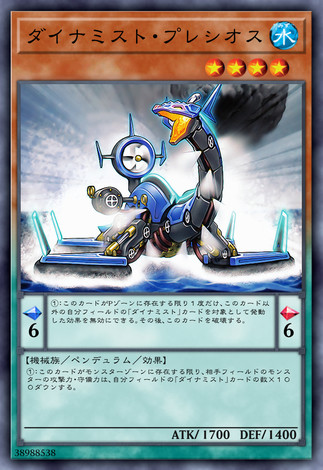 ダイナミスト・プレシオス
水
①:このカードがPゾーンに存在する限り1度だけ、このカード以
外の自分フィールドの「ダイナミスト」カードを対象として発動し
た効果を無効にできる。その後、このカードを破壊する。
6
6
【機械族/ペンデュラム/効果】
①:このカードがモンスターゾーンに存在する限り、相手フィールドのモン
スターの攻撃力・守備力は、自分フィールドの「ダイナミスト」カードの数×10
0ダウンする。
ATK/1700 DEF/1400
38988538